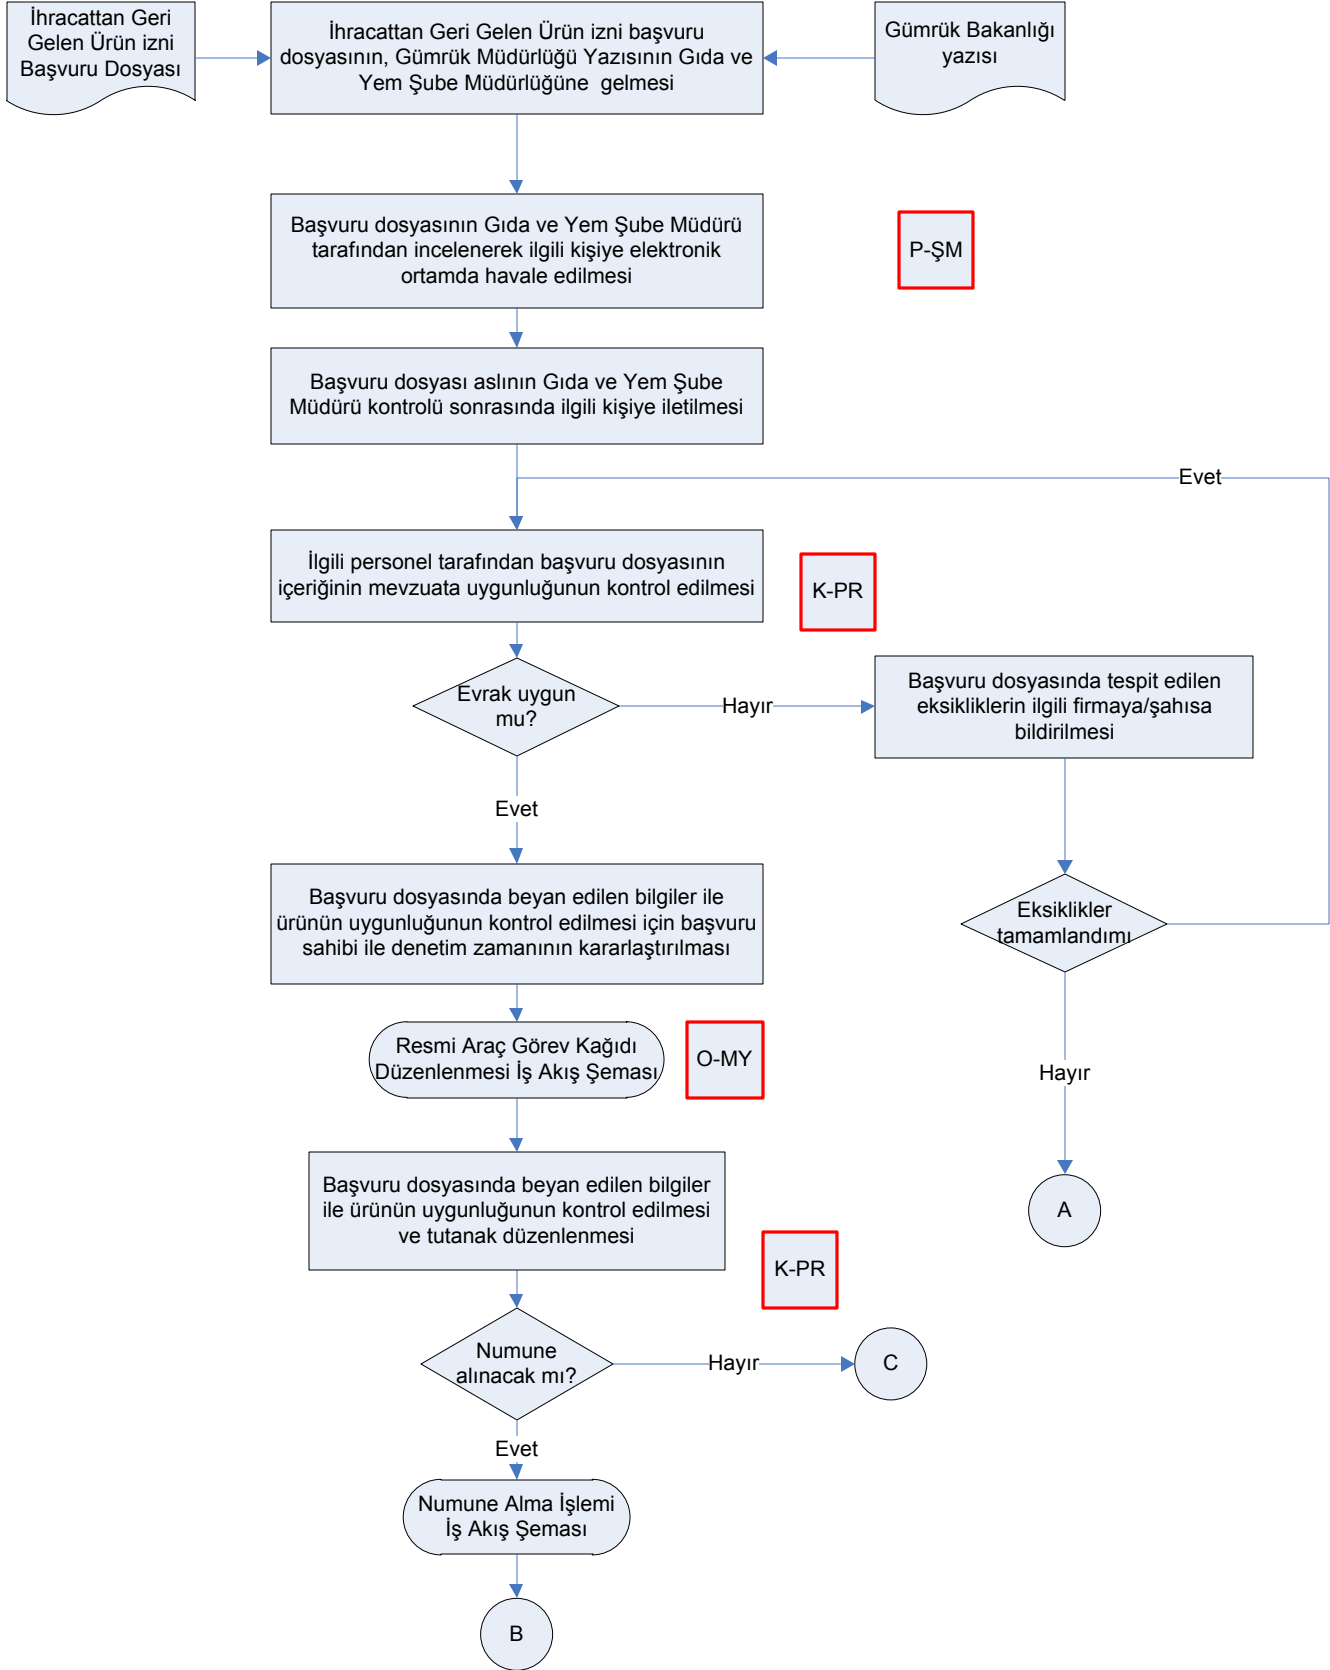 İhracattan Geri
Gelen Ürün izni
Başvuru Dosyası
İhracattan Geri Gelen Ürün izni başvuru
dosyasının, Gümrük Müdürlüğü Yazısının Gıda ve
Yem Şube Müdürlüğüne gelmesi
Gümrük Bakanlığı
yazısı
Başvuru dosyasının Gıda ve Yem Şube Müdürü
tarafından incelenerek ilgili kişiye elektronik
ortamda havale edilmesi
P-ŞM
Başvuru dosyası aslının Gıda ve Yem Şube
Müdürü kontrolü sonrasında ilgili kişiye iletilmesi
Evet
İlgili personel tarafından başvuru dosyasının
içeriğinin mevzuata uygunluğunun kontrol edilmesi
K-PR
Evrak uygun
mu?
Hayır
Başvuru dosyasında tespit edilen
eksikliklerin ilgili firmaya/şahısa
bildirilmesi
Evet
Başvuru dosyasında beyan edilen bilgiler ile
ürünün uygunluğunun kontrol edilmesi için başvuru
sahibi ile denetim zamanının kararlaştırılması
Eksiklikler
tamamlandımı
Resmi Araç Görev Kağıdı
Düzenlenmesi İş Akış Şeması
O-MY
Hayır
Başvuru dosyasında beyan edilen bilgiler
ile ürünün uygunluğunun kontrol edilmesi
ve tutanak düzenlenmesi
A
K-PR
Numune
alınacak mı?
Hayır
C
Evet
Numune Alma İşlemi
İş Akış Şeması
B